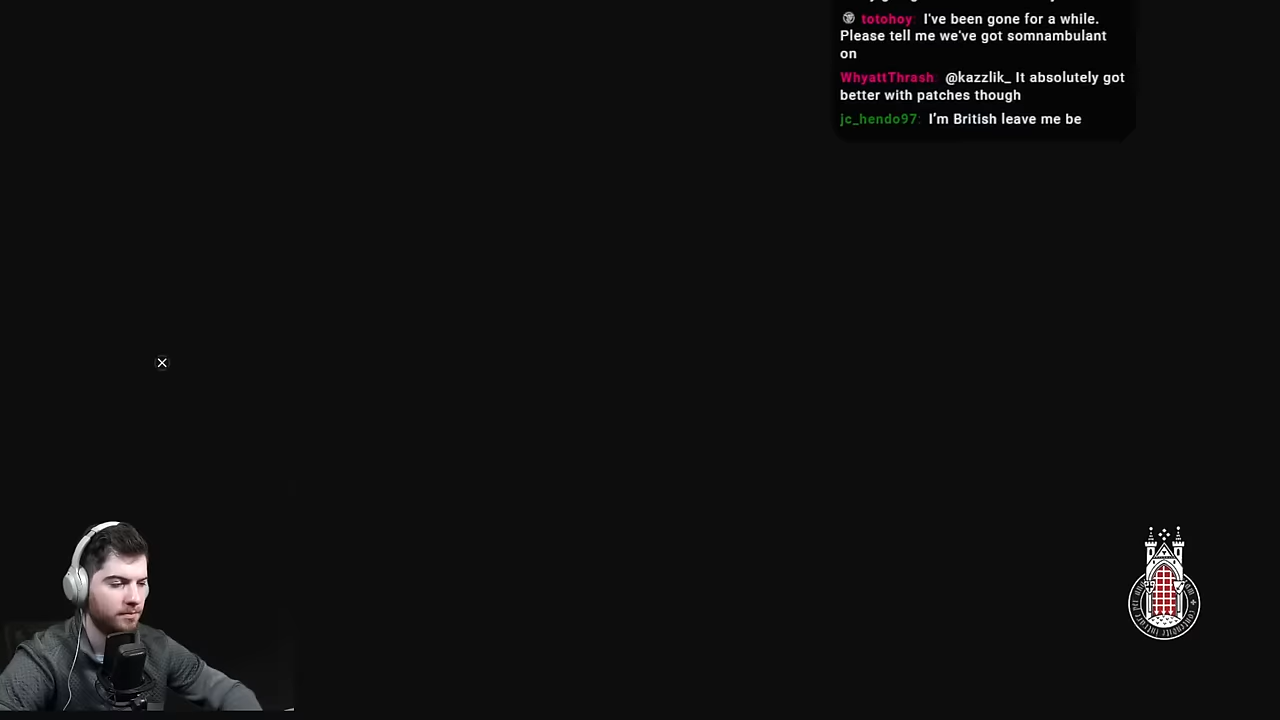 totohoy: I've been gone for a while.
Please tell me we've got somnambulant
on
WhyattThrash: @kazzlik_ It absolutely got
better with patches though
jc_hendo97: I'm British leave me be